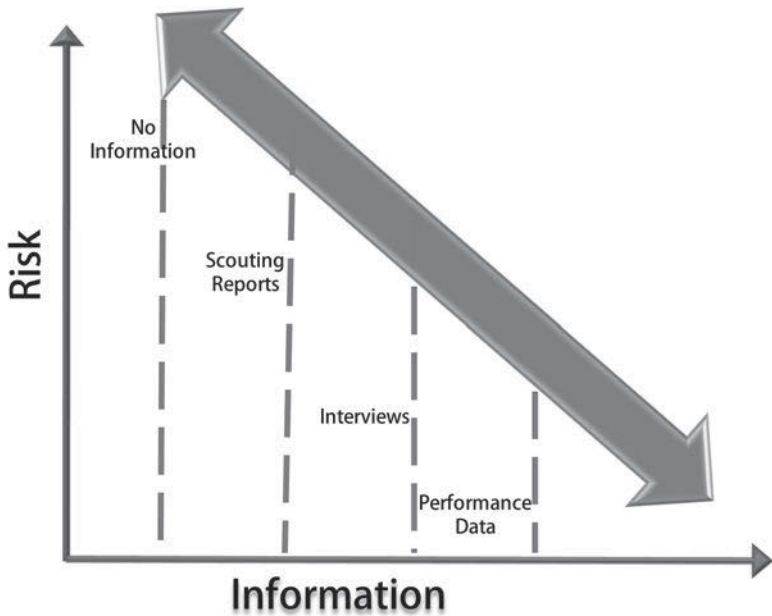 No
Information
Risk
Scouting
Reports
Interviews
Performance
Data
Information